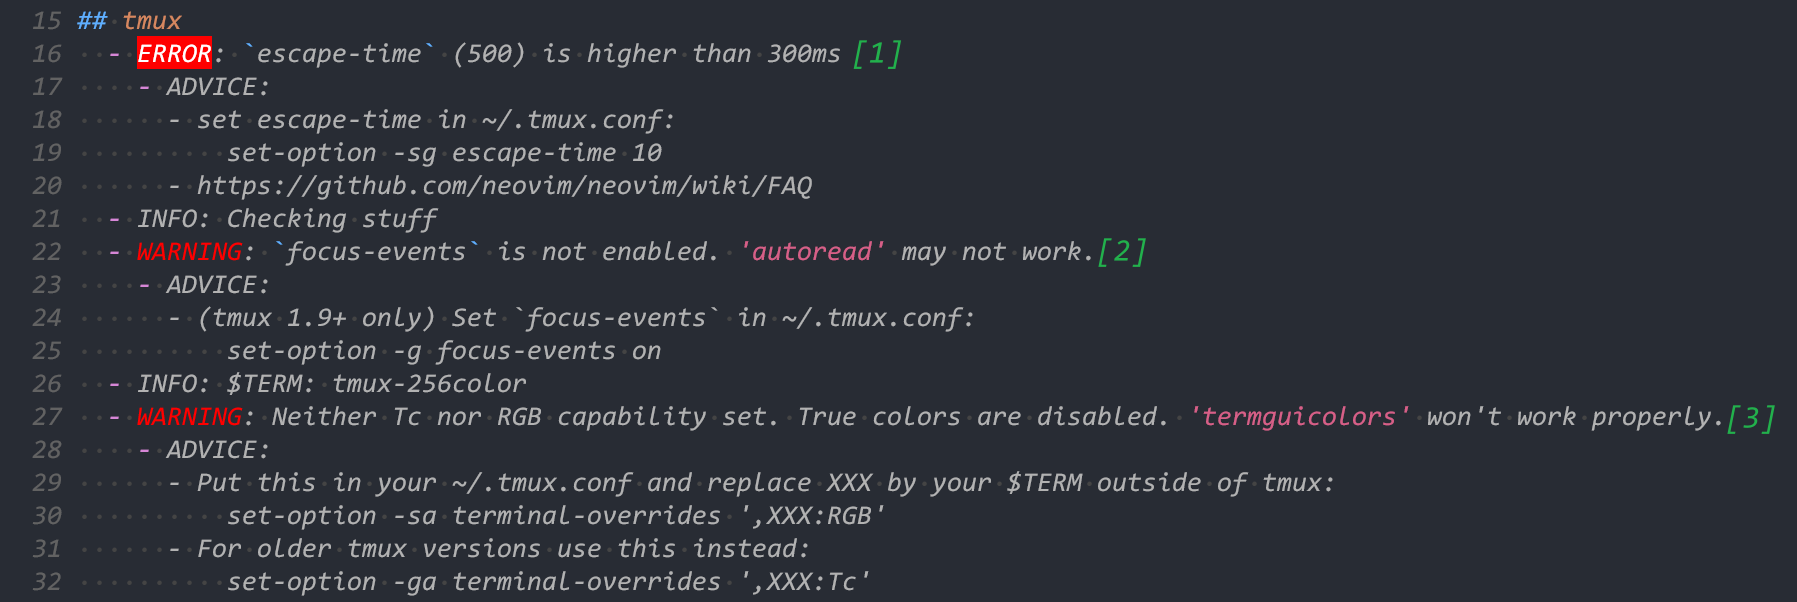 15 ## tmux
16 - ERROR: `escape-time` (500) is higher than 300ms [1]
17 - ADVICE:
18 - set escape-time in ~/.tmux.conf:
19 set-option -sg escape-time 10
20 - https://github.com/neovim/neovim/wiki/FAQ
21 - INFO: Checking stuff
22 - WARNING: `focus-events` is not enabled. 'autoread' may not work.[2]
23 - ADVICE:
24 - (tmux 1.9+ only) Set `focus-events` in ~/.tmux.conf:
25 set-option -g focus-events on
26 - INFO: $TERM: tmux-256color
27 - WARNING: Neither Tc nor RGB capability set. True colors are disabled. 'termguicolors' won't work properly.[3]
28 - ADVICE:
29 - Put this in your ~/.tmux.conf and replace XXX by your $TERM outside of tmux:
30 set-option -sa terminal-overrides ',XXX:RGB'
31 - For older tmux versions use this instead:
32 set-option -ga terminal-overrides ',XXX:Tc'